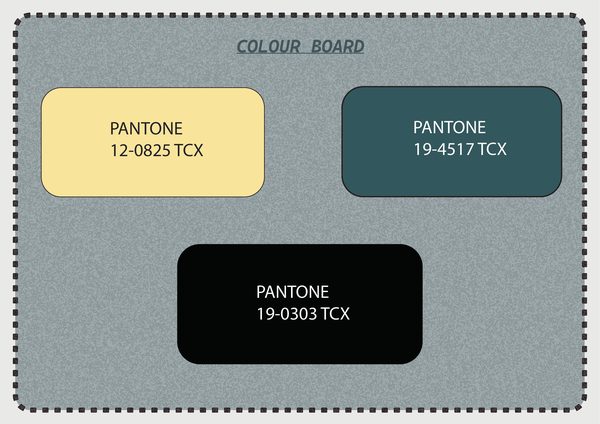 COLOUR BOARD
PANTONE
12-0825 TCX
PANTONE
19-4517 TCX
PANTONE
19-0303 TCX